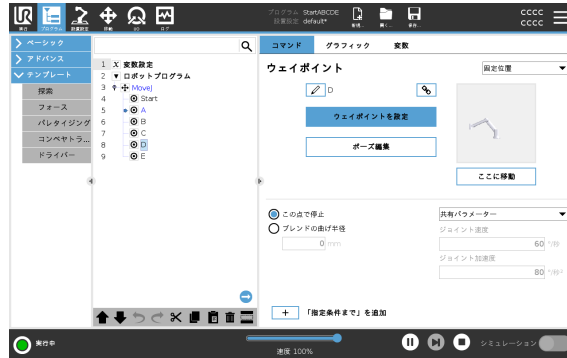 UR
実行 プログラム 設置設定 移動 I/O ログ
プログラム StartABCDE
設置設定 default*
新規... 開く... 保存...
CCCC
CCCC
ベーシック
アドバンス
テンプレート
探索
フォース
パレタイジング
コンベヤトラ...
ドライバー
1 X 変数設定
2 ロボットプログラム
3 MoveJ
4 Start
5 A
6 B
7 C
8 D
9 E
コマンド グラフィック 変数
ウェイポイント
固定位置
D
ウェイポイントを設定
ポーズ編集
ここに移動
この点で停止
ブレンドの曲げ半径
0 mm
共有パラメーター
ジョイント速度
60 °/秒
ジョイント加速度
80 °/秒²
+ 「指定条件まで」を追加
実行中
速度 100%
シミュレーション